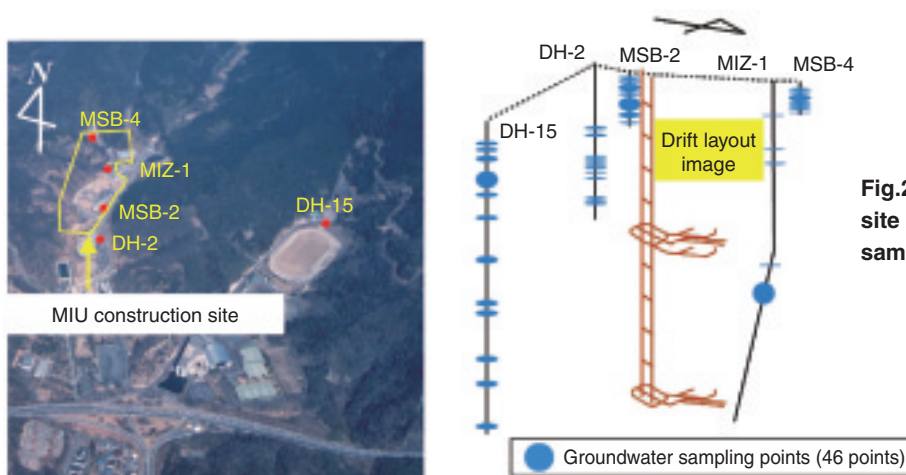 N
MSB-4
MIZ-1
MSB-2
DH-2
DH-15
MIU construction site
DH-2
MSB-2
MIZ-1
MSB-4
DH-15
Drift layout
image
Groundwater sampling points (46 points)
Fig.2
site
sam